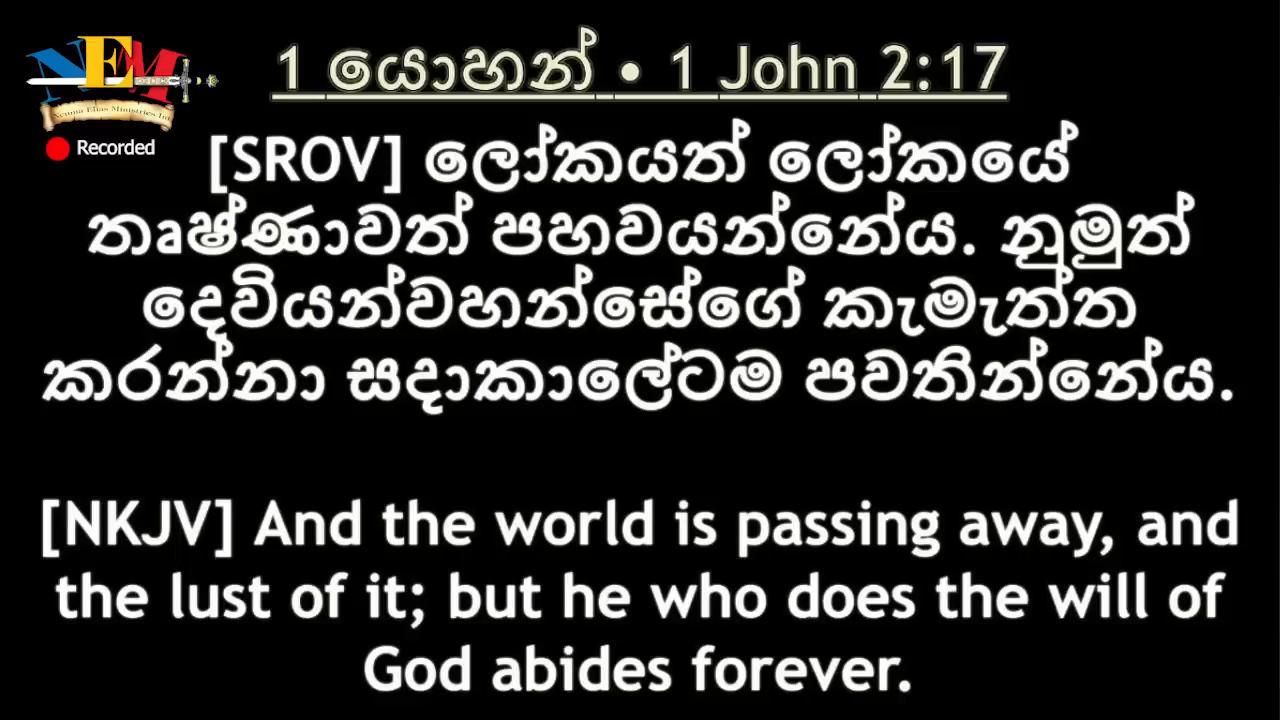 NEM
1 යොහන් • 1 John 2:17
Recorded
[SROV] ලෝකයත් ලෝකයේ
තෘෂ්ණාවත් පහවයන්නේය. නුමුත්
දෙවියන්වහන්සේගේ කැමැත්ත
කරන්නා සදාකාලේටම පවතින්නේය.
[NKJV] And the world is passing away, and
the lust of it; but he who does the will of
God abides forever.